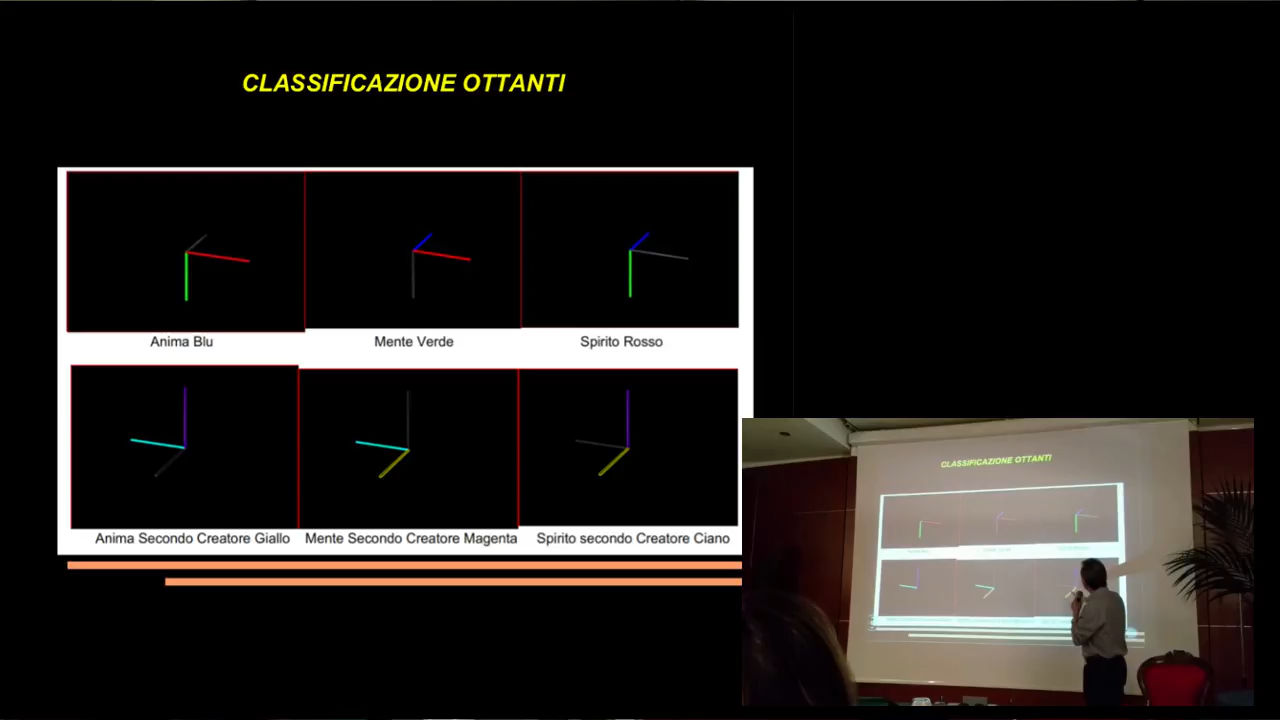 CLASSIFICAZIONE OTTANTI
Anima Blu
Mente Verde
Spirito Rosso
Anima Secondo Creatore Giallo
Mente Secondo Creatore Magenta
Spirito secondo Creatore Ciano
CLASSIFICAZIONE OTTANTI